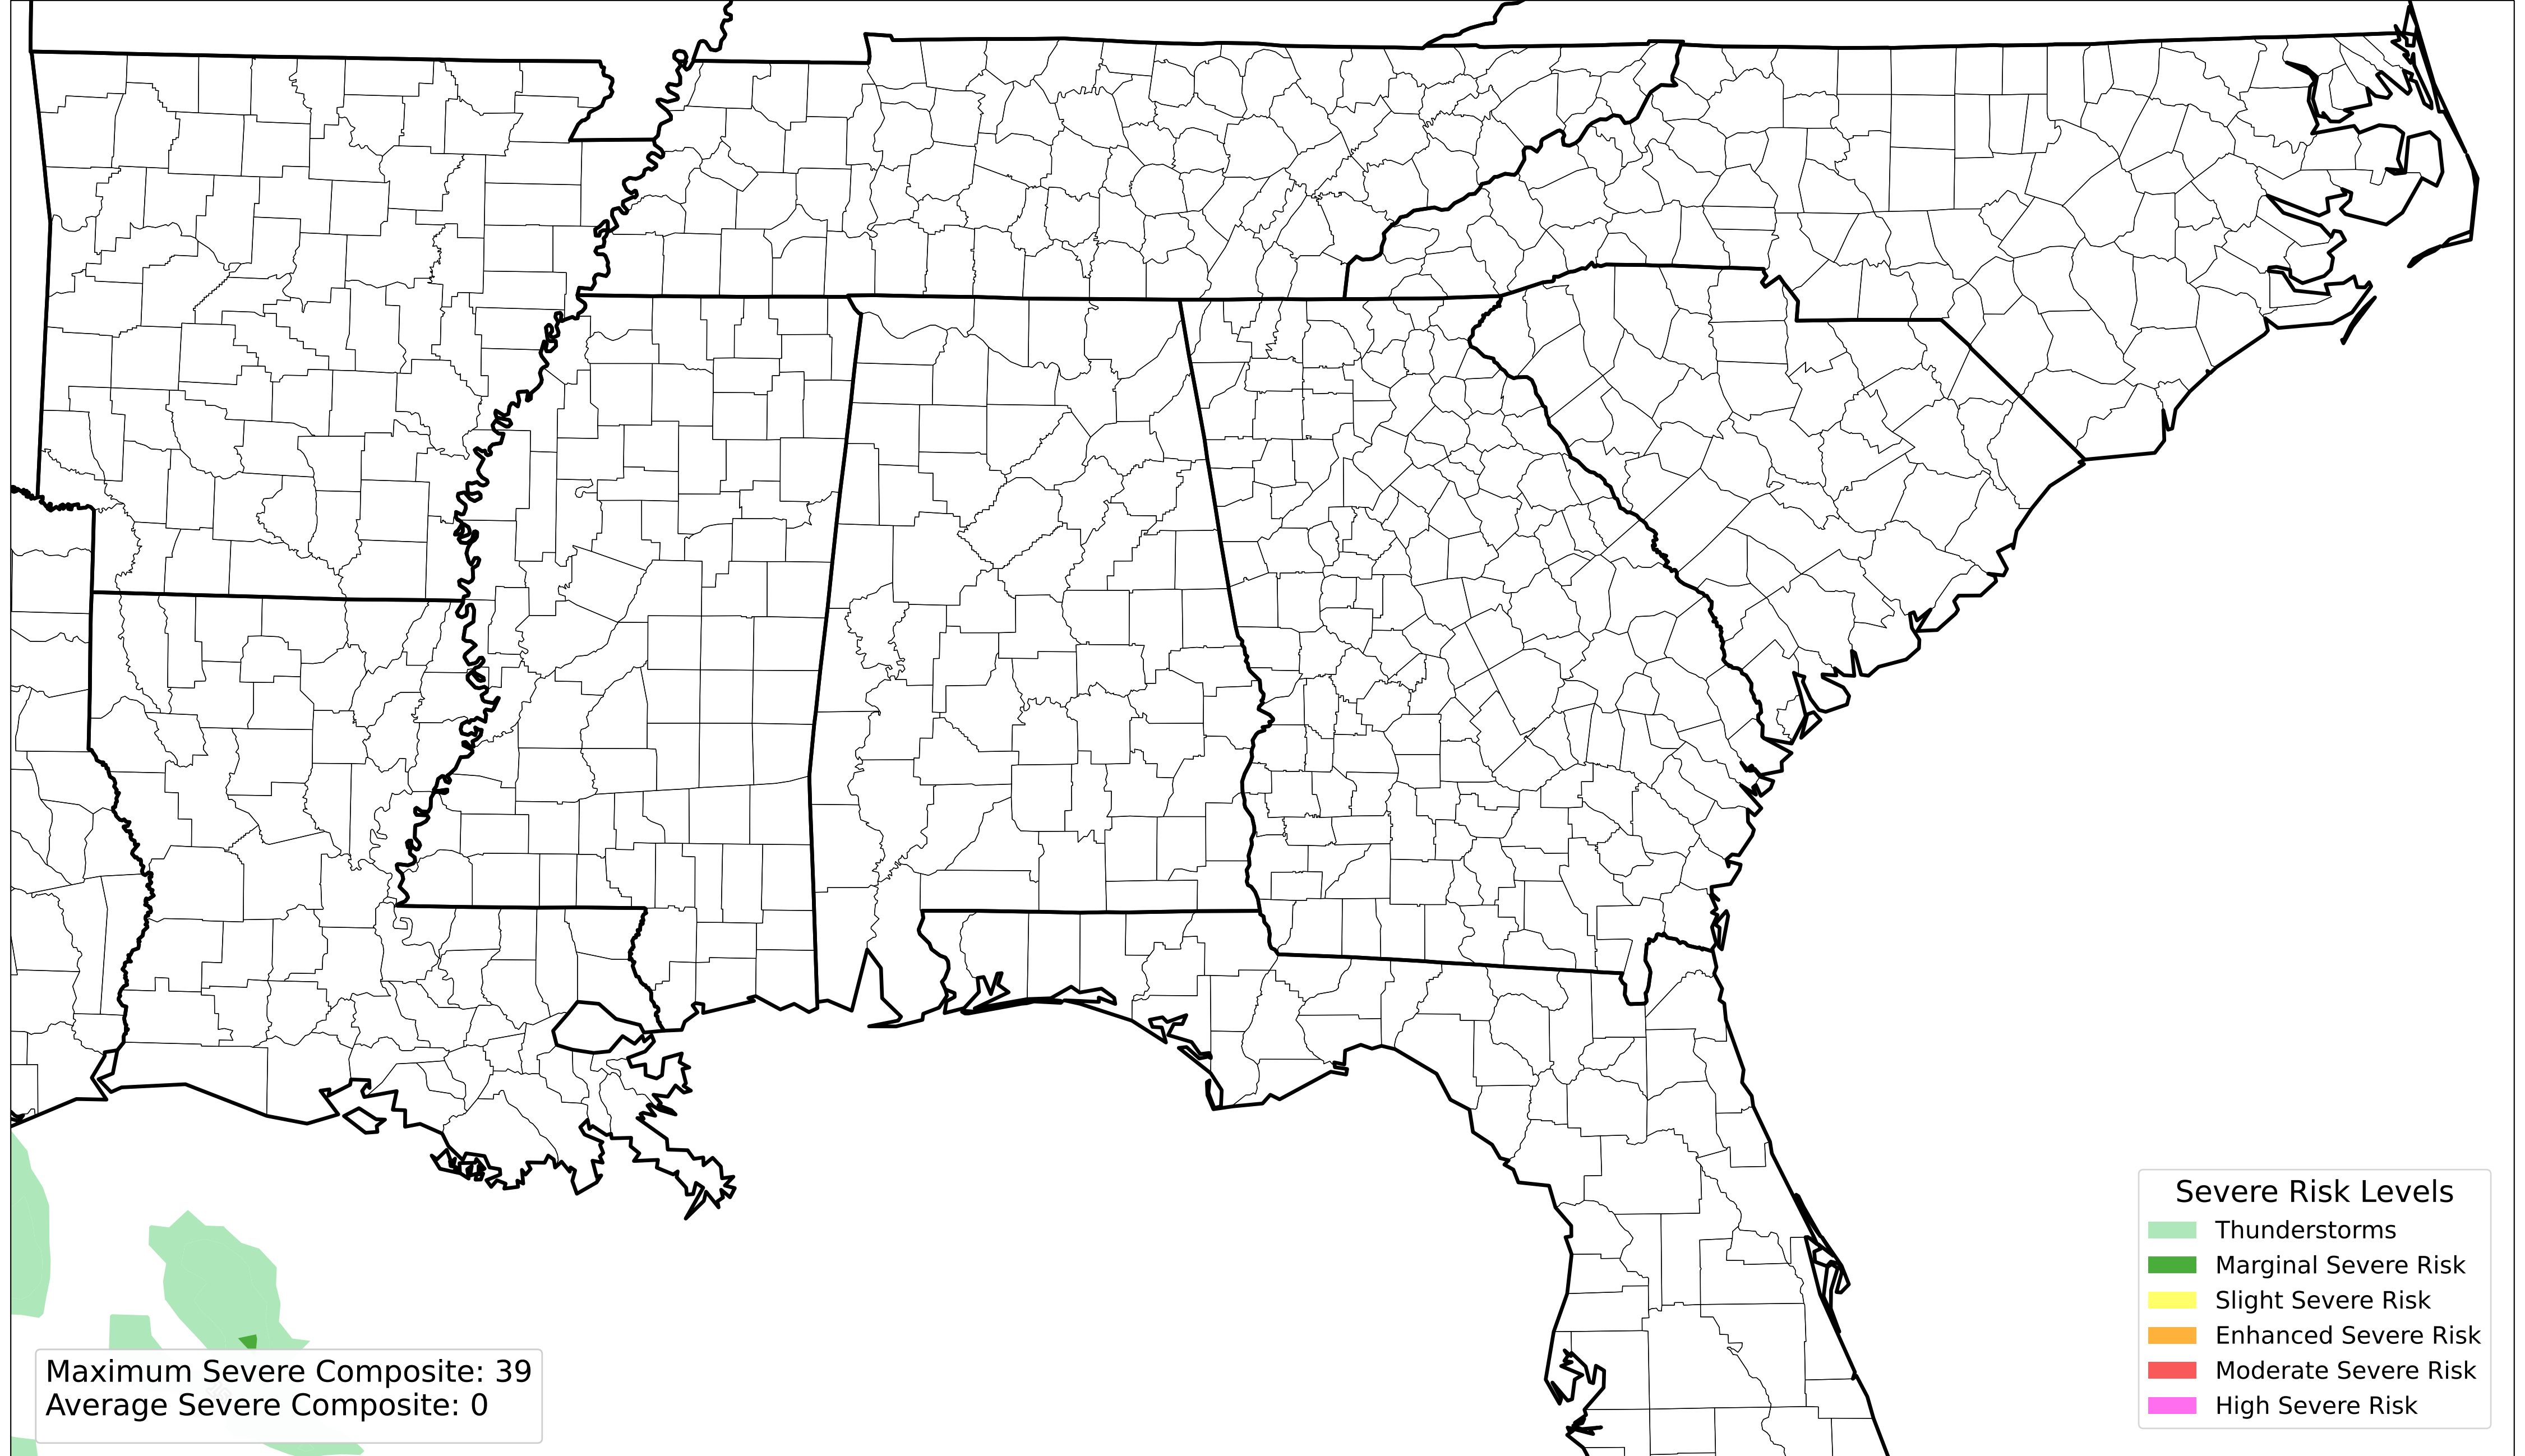 Severe Risk Levels
Thunderstorms
Marginal Severe Risk
Slight Severe Risk
Enhanced Severe Risk
Moderate Severe Risk
High Severe Risk
Maximum Severe Composite: 39
Average Severe Composite: 0